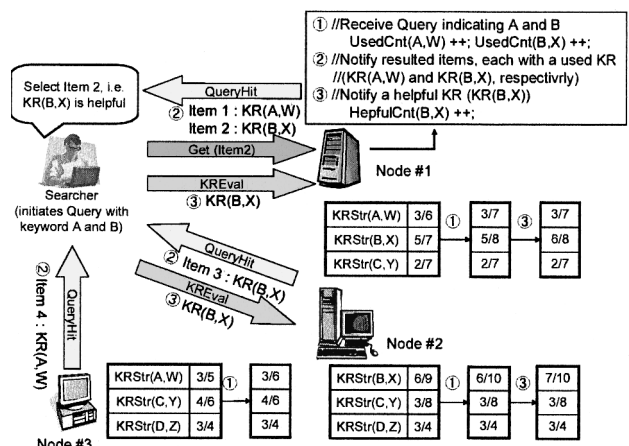 ① //Receive Query indicating A and B
UsedCnt(A,W) ++; UsedCnt(B,X) ++;
② //Notify resulted items, each with a used KR
//(KR(A,W) and KR(B,X), respectivrly)
③ //Notify a helpful KR (KR(B,X))
HepfulCnt(B,X) ++;
Select Item 2, i.e.
KR(B,X) is helpful
QueryHit
② Item 1 : KR(A,W)
Item 2 : KR(B,X)
Get (Item2)
Node #1
KREval
③ KR(B,X)
Searcher
(initiates Query with
keyword A and B)
KRStr(A,W) 3/6 ① 3/7 ③ 3/7
KRStr(B,X) 5/7 5/8 6/8
KRStr(C,Y) 2/7 2/7 2/7
QueryHit
② Item 3 : KR(B,X)
KREval
③ KR(B,X)
Node #2
QueryHit
② Item 4 : KR(A,W)
KRStr(A,W) 3/5 ① 3/6
KRStr(C,Y) 4/6 4/6
KRStr(D,Z) 3/4 3/4
KRStr(B,X) 6/9 ① 6/10 ③ 7/10
KRStr(C,Y) 3/8 3/8 3/8
KRStr(D,Z) 3/4 3/4 3/4
Node #3